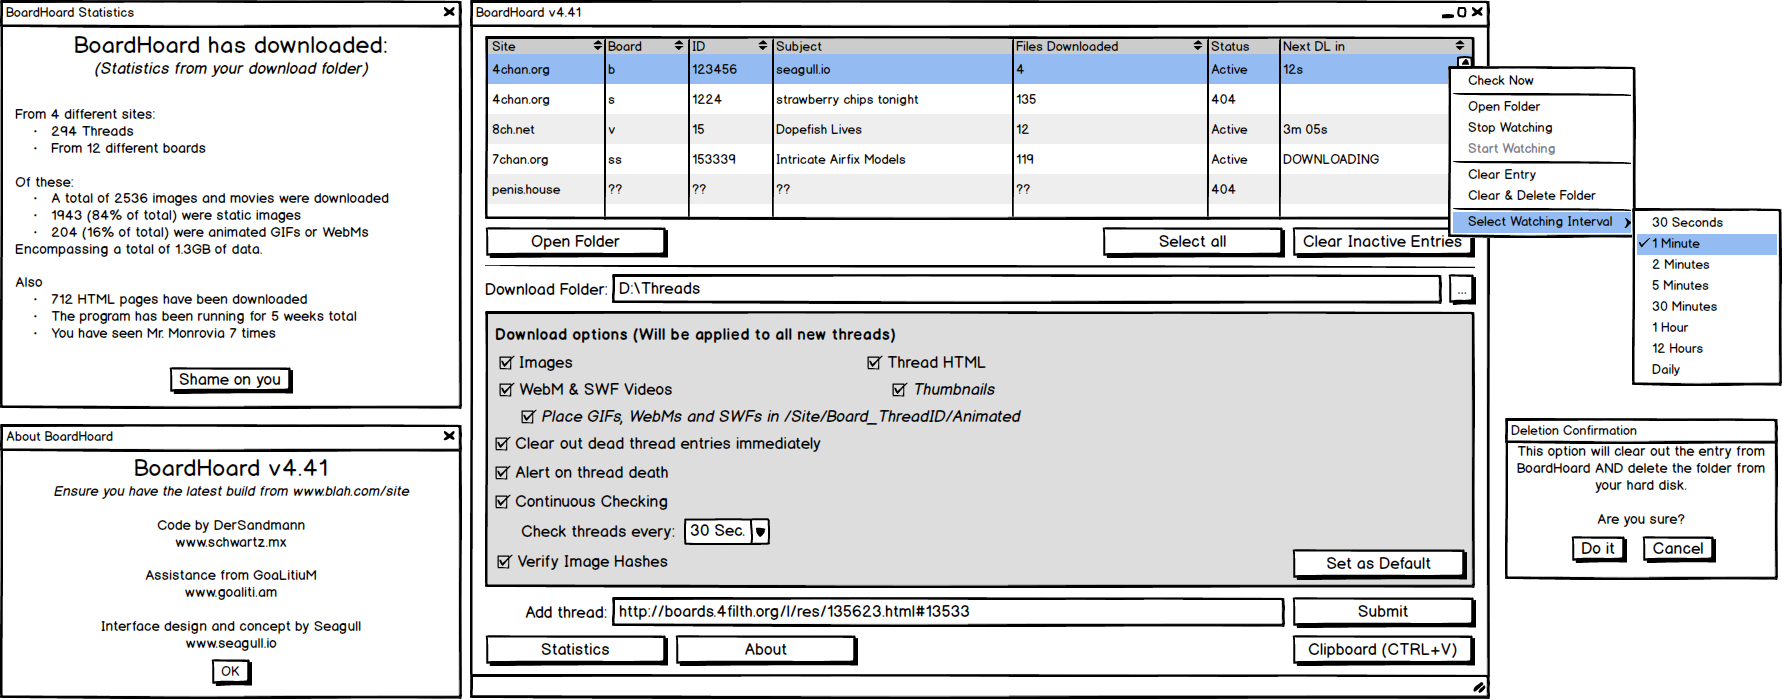 BoardHoard Statistics
BoardHoard has downloaded:
(Statistics from your download folder)
From 4 different sites:
· 294 Threads
· From 12 different boards
Of these:
· A total of 2536 images and movies were downloaded
· 1943 (84% of total) were static images
· 204 (16% of total) were animated GIFs or WebMs
Encompassing a total of 1.3GB of data.
Also
· 712 HTML pages have been downloaded
· The program has been running for 5 weeks total
· You have seen Mr. Monrovia 7 times
Shame on you
About BoardHoard
BoardHoard v4.41
Ensure you have the latest build from www.blah.com/site
Code by DerSandmann
www.schwartz.mx
Assistance from GoaLitiuM
www.goaliti.am
Interface design and concept by Seagull
www.seagull.io
OK
BoardHoard v4.41
Site Board ID Subject Files Downloaded Status Next DL in
4chan.org b 123456 seagull.io 4 Active 12s
4chan.org s 1224 strawberry chips tonight 135 404
8ch.net v 15 Dopefish Lives 12 Active 3m 05s
7chan.org ss 153339 Intricate Airfix Models 119 Active DOWNLOADING
penis.house ?? ?? ?? ?? 404
Open Folder Select all Clear Inactive Entries
Download Folder: D:\Threads ...
Download options (Will be applied to all new threads)
Images Thread HTML
WebM & SWF Videos Thumbnails
Place GIFs, WebMs and SWFs in /Site/Board_ThreadID/Animated
Clear out dead thread entries immediately
Alert on thread death
Continuous Checking
Check threads every: 30 Sec.
Verify Image Hashes Set as Default
Add thread: http://boards.4filth.org/l/res/135623.html#13533 Submit
Statistics About Clipboard (CTRL+V)
Check Now
Open Folder
Stop Watching
Start Watching
Clear Entry
Clear & Delete Folder
Select Watching Interval
30 Seconds
1 Minute
2 Minutes
5 Minutes
30 Minutes
1 Hour
12 Hours
Daily
Deletion Confirmation
This option will clear out the entry from
BoardHoard AND delete the folder from
your hard disk.
Are you sure?
Do it Cancel